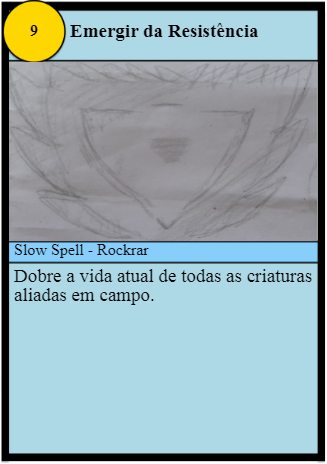 9
Emergir da Resistência
Slow Spell - Rockrar
Dobre a vida atual de todas as criaturas
aliadas em campo.